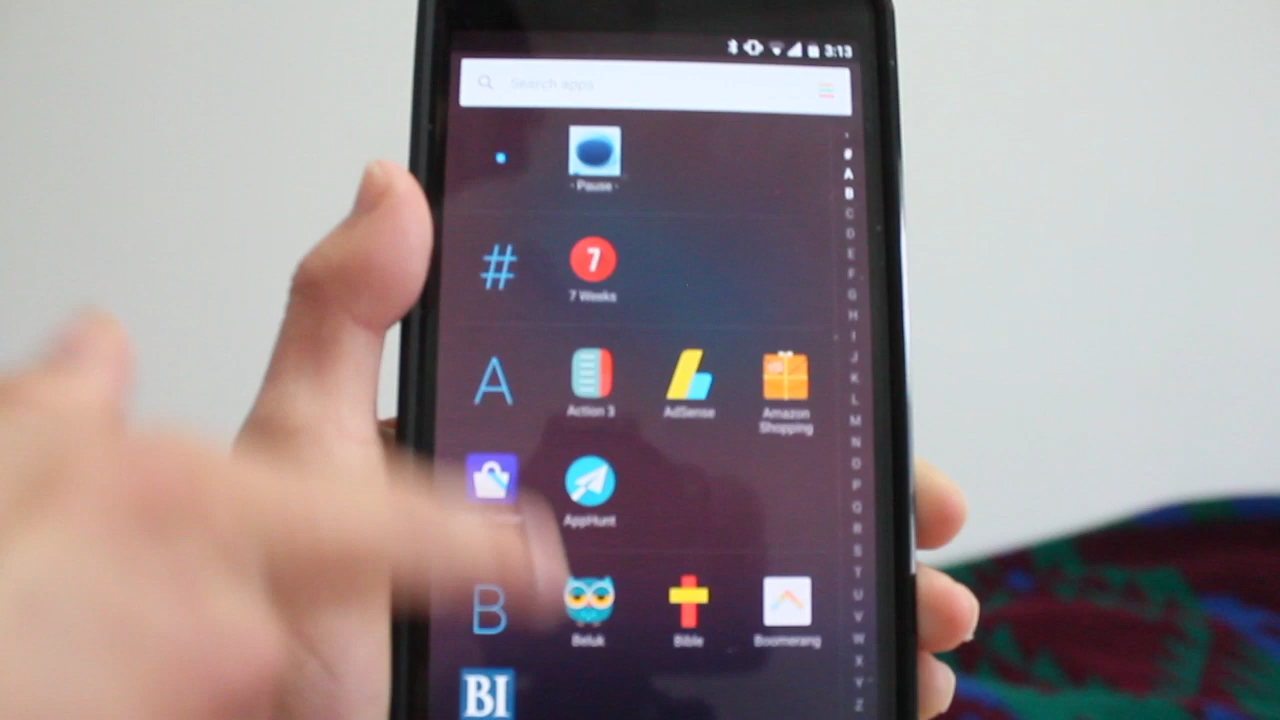 3:13
Search apps
· Pause ·
#
7
7 Weeks
A
Action 3
AdSense
Amazon
Shopping
AppHunt
B
Beluk
Bible
Boomerang
BI
#
A
B
C
D
E
F
G
H
I
J
K
L
M
N
O
P
Q
R
S
T
U
V
W
X
Y
Z